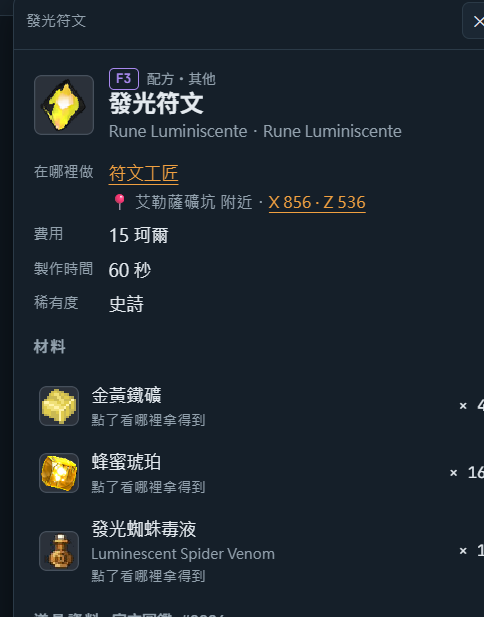 發光符文
F3 配方・其他
發光符文
Rune Luminiscente · Rune Luminiscente
在哪裡做 符文工匠
艾勒薩礦坑 附近 · X 856 · Z 536
費用 15 珂爾
製作時間 60 秒
稀有度 史詩
材料
金黃鐵礦
點了看哪裡拿得到
× 4
蜂蜜琥珀
點了看哪裡拿得到
× 16
發光蜘蛛毒液
Luminescent Spider Venom
點了看哪裡拿得到
× 1